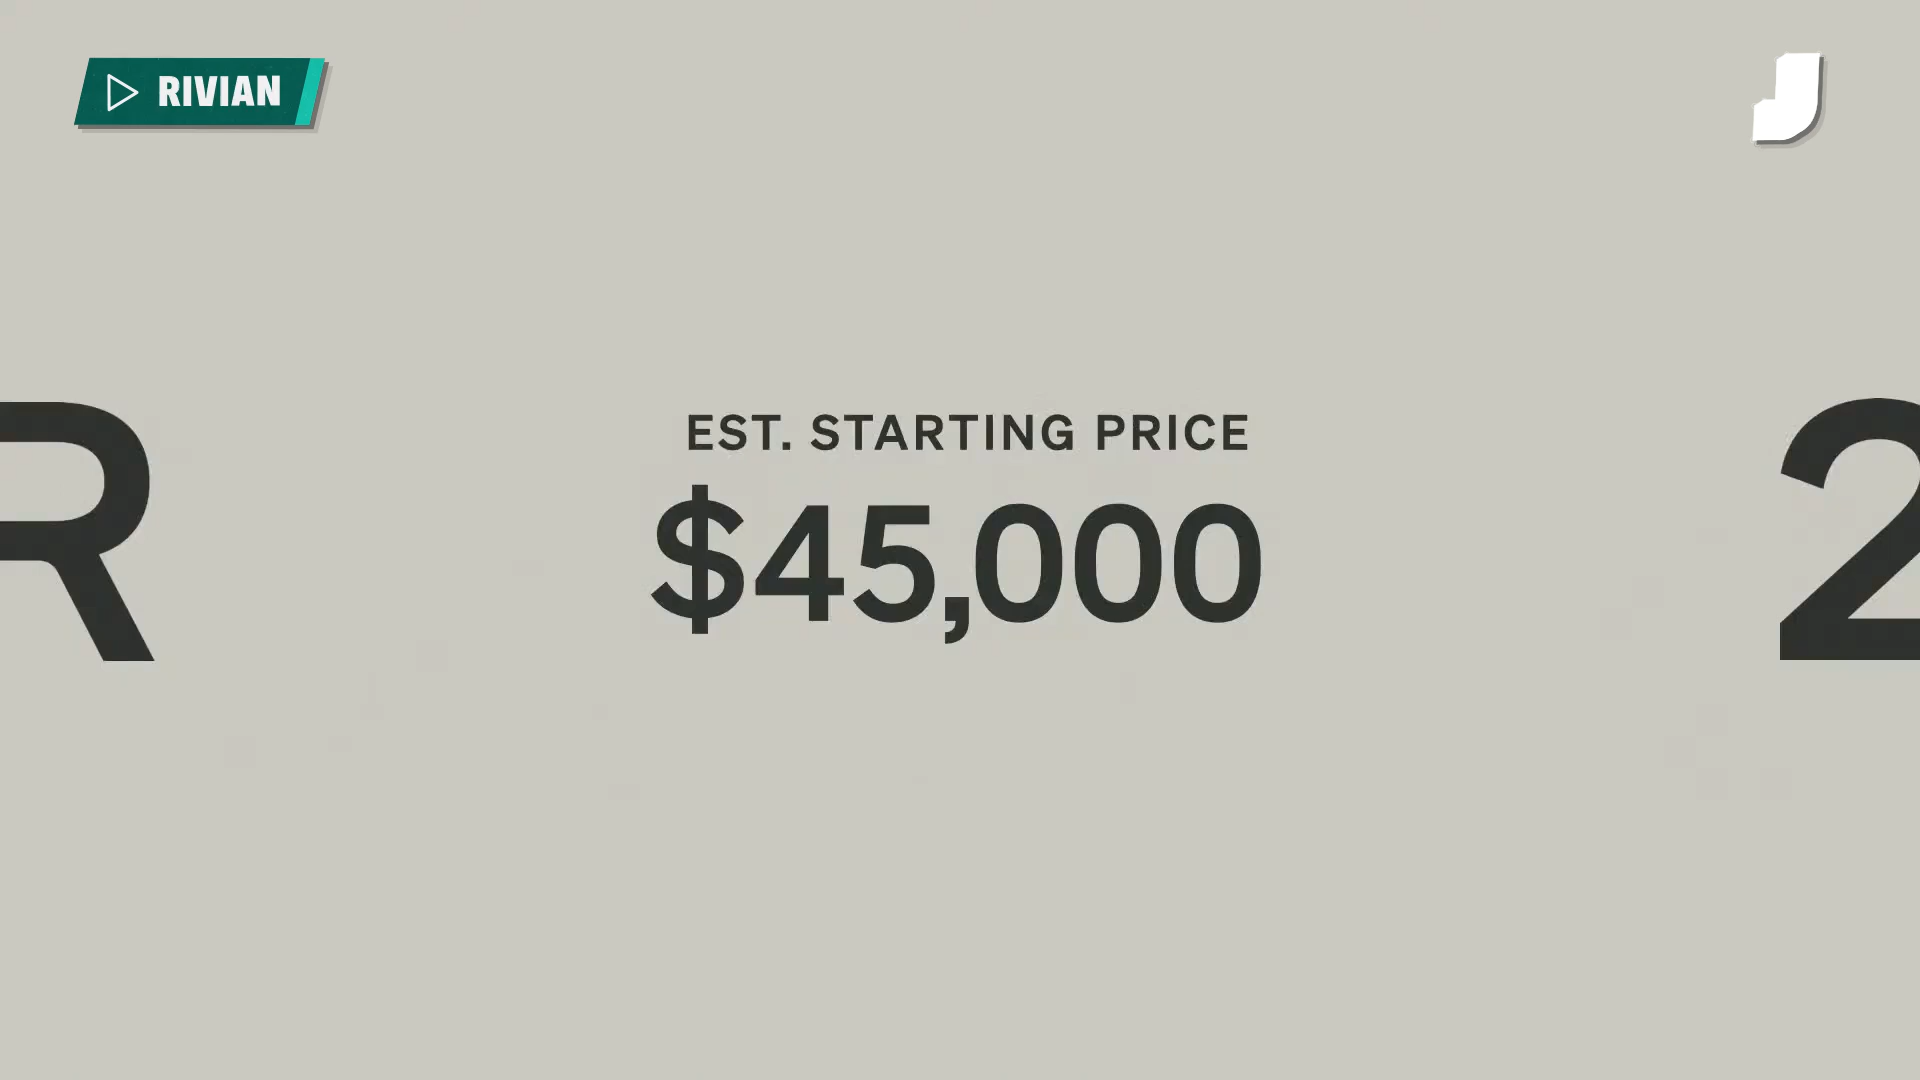 RIVIAN
J
R
EST. STARTING PRICE
$45,000
2